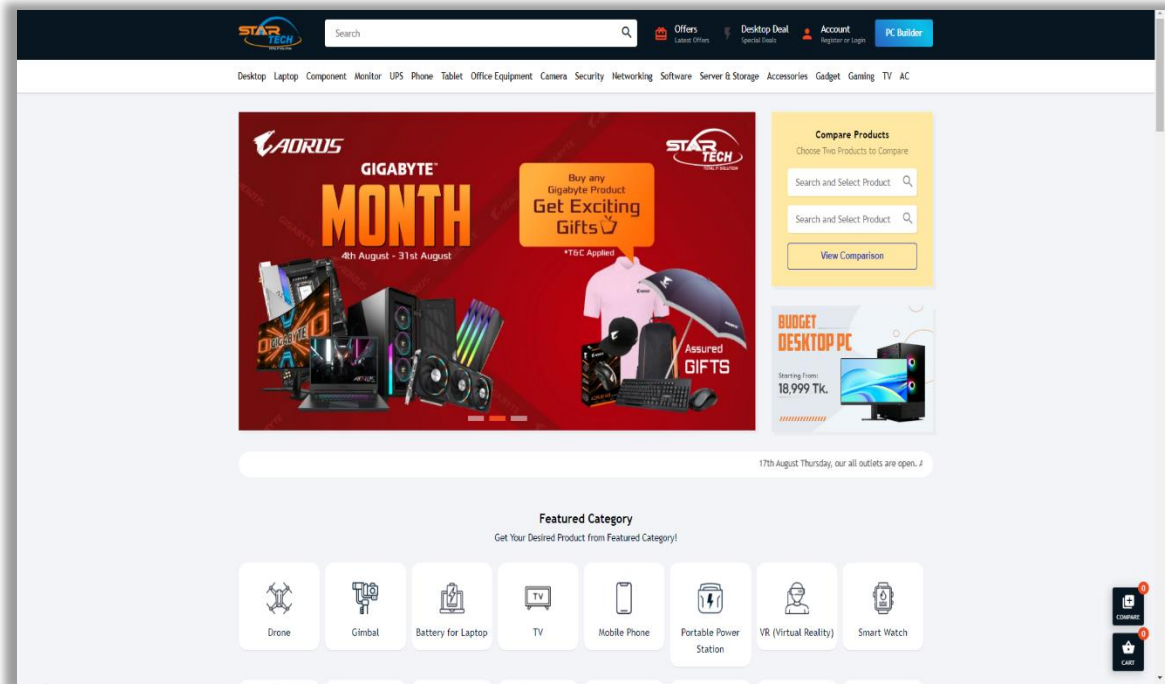 STAR
TECH
Search
Offers
Latest Offers
Desktop Deal
Special Deals
Account
Register or Login
PC Builder
Desktop Laptop Component Monitor UPS Phone Tablet Office Equipment Camera Security Networking Software Server & Storage Accessories Gadget Gaming TV AC
AORUS
GIGABYTE™
MONTH
4th August - 31st August
Buy any
Gigabyte Product
Get Exciting
Gifts
*T&C Applied
STAR
TECH
TOTAL IT SOLUTION
GIGABYTE
Assured
GIFTS
Compare Products
Choose Two Products to Compare
Search and Select Product
Search and Select Product
View Comparison
BUDGET
DESKTOP PC
Starting From:
18,999 Tk.
17th August Thursday, our all outlets are open.
Featured Category
Get Your Desired Product from Featured Category!
Drone
Gimbal
Battery for Laptop
TV
TV
Mobile Phone
Portable Power
Station
VR (Virtual Reality)
Smart Watch
0
COMPARE
0
CART